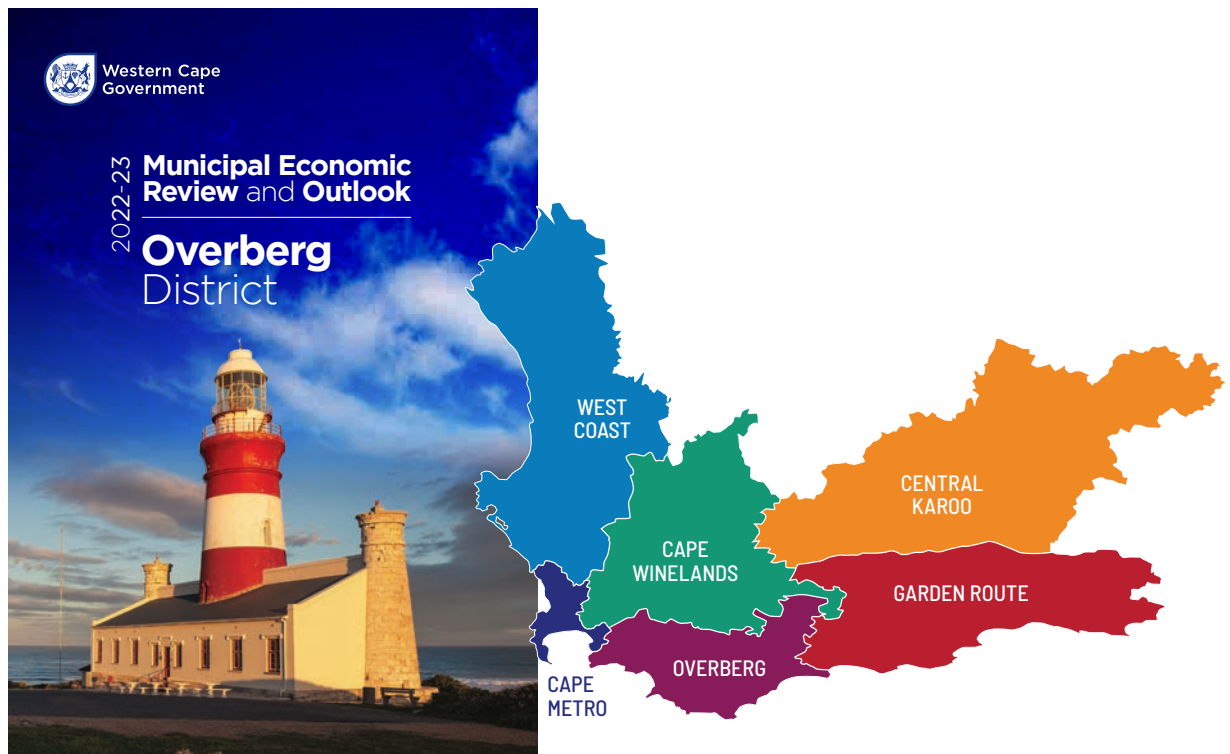 Western Cape
Government
2022-23
Municipal Economic
Review and Outlook
Overberg
District
WEST
COAST
CENTRAL
KAROO
CAPE
WINELANDS
GARDEN ROUTE
OVERBERG
CAPE
METRO